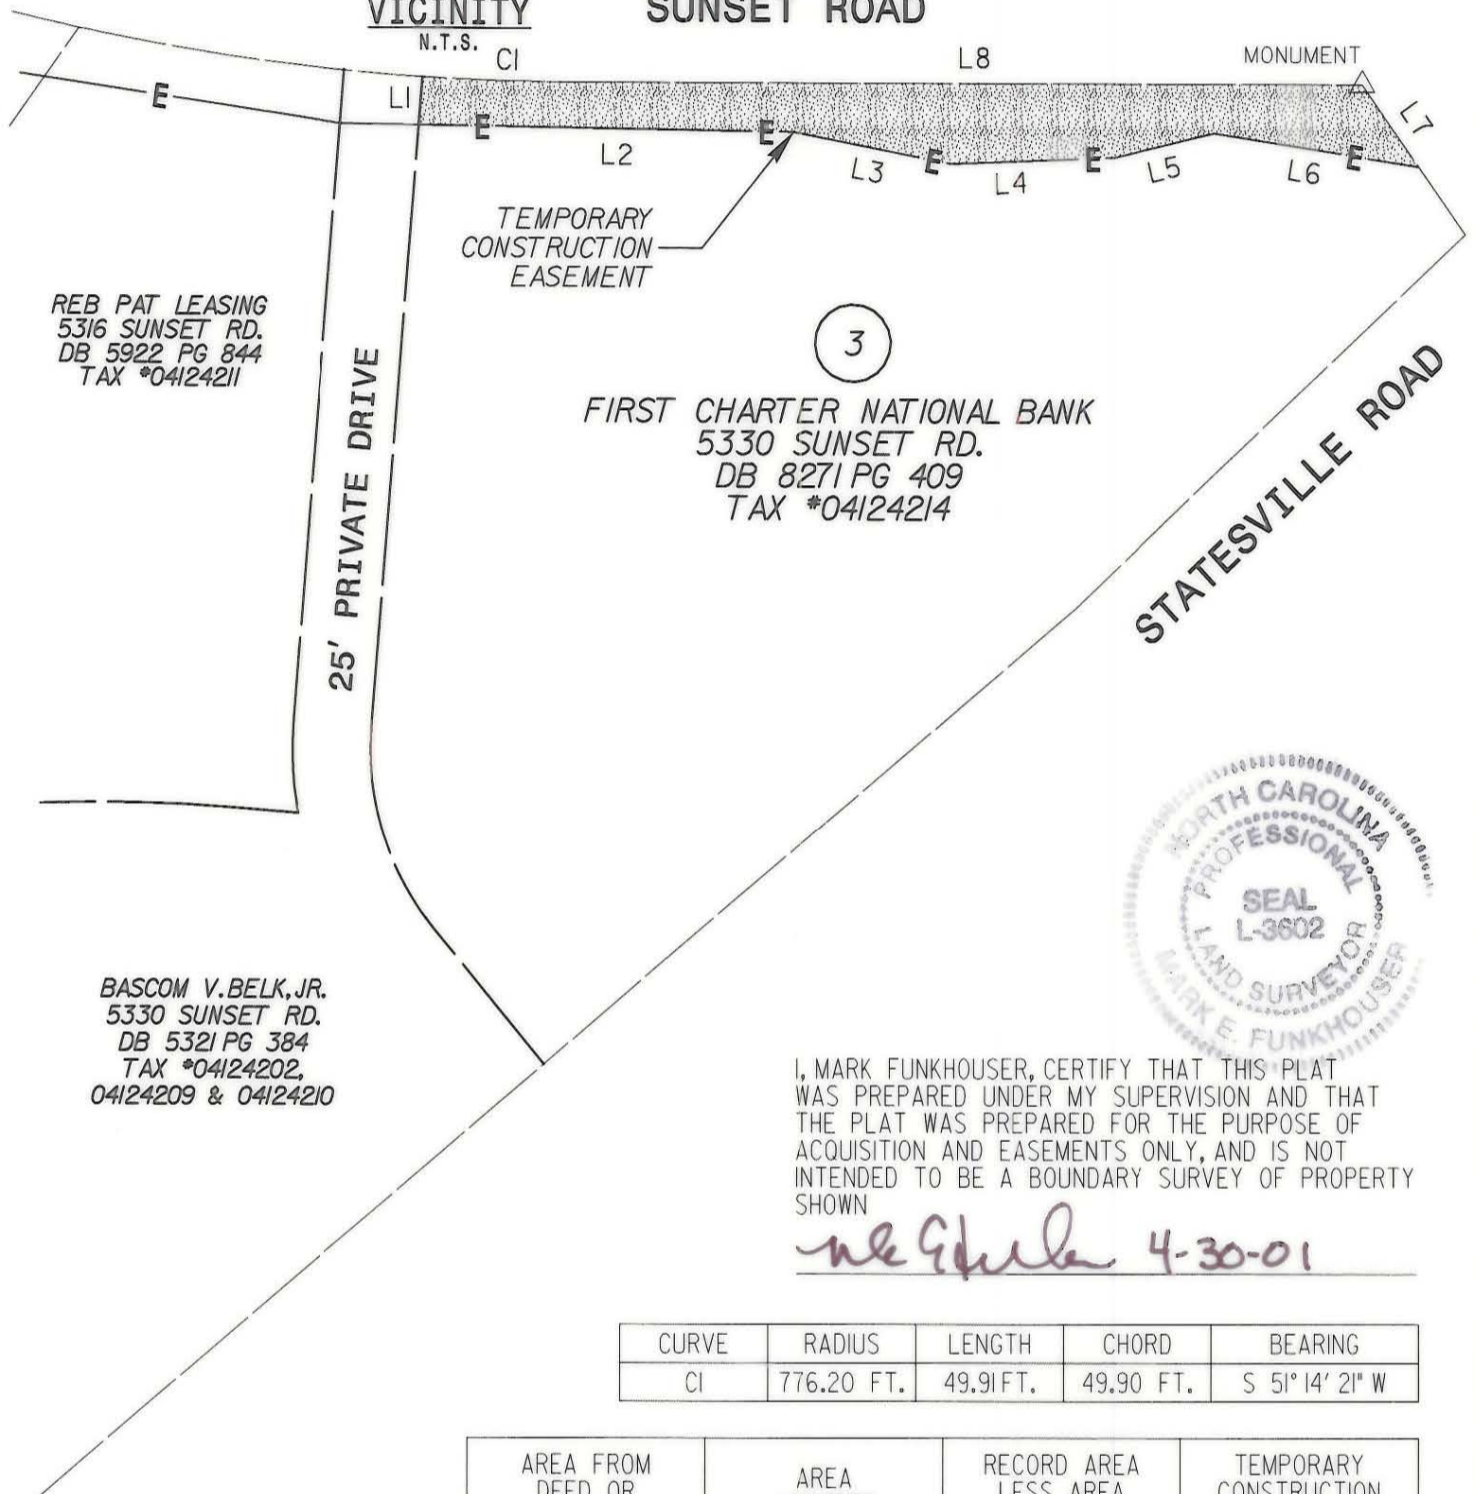 VICINITY
N.T.S.
SUNSET ROAD
C1
L8
MONUMENT
L1
L7
E
E
E
E
E
E
L2
L3
L4
L5
L6
TEMPORARY
CONSTRUCTION
EASEMENT
REB PAT LEASING
5316 SUNSET RD.
DB 5922 PG 844
TAX #04124211
25' PRIVATE DRIVE
3
FIRST CHARTER NATIONAL BANK
5330 SUNSET RD.
DB 8271 PG 409
TAX #04124214
STATESVILLE ROAD
NORTH CAROLINA
PROFESSIONAL
SEAL
L-3602
LAND SURVEYOR
MARK E. FUNKHOUSER
BASCOM V. BELK, JR.
5330 SUNSET RD.
DB 5321 PG 384
TAX #04124202,
04124209 & 04124210
I, MARK FUNKHOUSER, CERTIFY THAT THIS PLAT
WAS PREPARED UNDER MY SUPERVISION AND THAT
THE PLAT WAS PREPARED FOR THE PURPOSE OF
ACQUISITION AND EASEMENTS ONLY, AND IS NOT
INTENDED TO BE A BOUNDARY SURVEY OF PROPERTY
SHOWN
4-30-01
CURVE RADIUS LENGTH CHORD BEARING
C1 776.20 FT. 49.91 FT. 49.90 FT. S 51° 14' 21" W
AREA FROM
DEED OR
AREA
RECORD AREA
LESS AREA
TEMPORARY
CONSTRUCTION